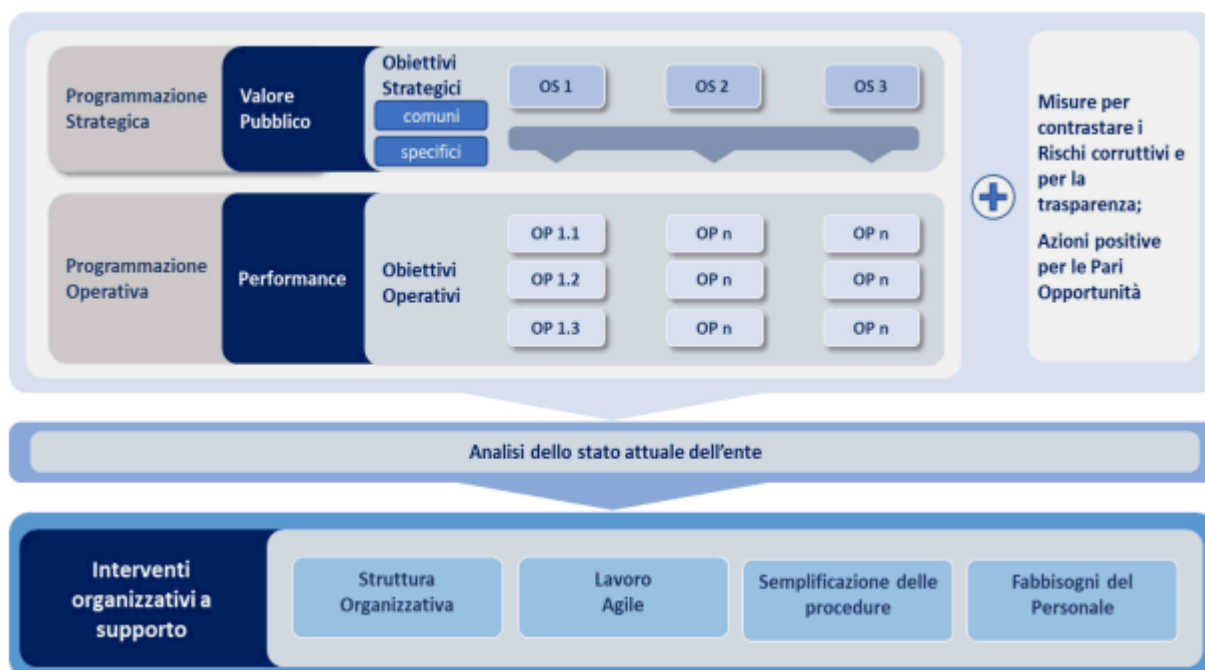 Programmazione
Strategica
Valore
Pubblico
Obiettivi
Strategici
comuni
specifici
OS 1
OS 2
OS 3
Programmazione
Operativa
Performance
Obiettivi
Operativi
OP 1.1
OP n
OP n
OP 1.2
OP n
OP n
OP 1.3
OP n
OP n
Misure per
contrastare i
Rischi corruttivi e
per la
trasparenza;
Azioni positive
per le Pari
Opportunità
Analisi dello stato attuale dell'ente
Interventi
organizzativi a
supporto
Struttura
Organizzativa
Lavoro
Agile
Semplificazione delle
procedure
Fabbisogni del
Personale